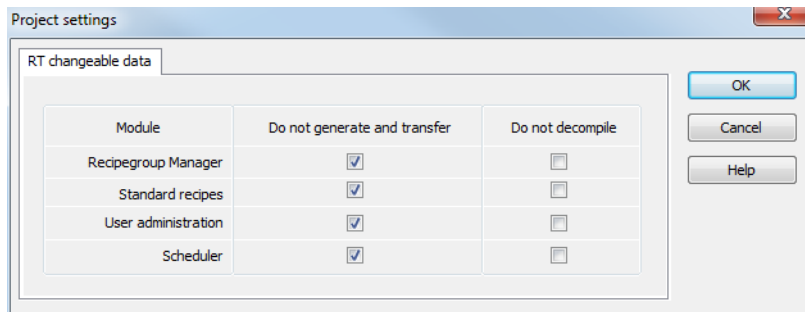 Project settings
RT changeable data
OK
Module Do not generate and transfer Do not decompile
Cancel
Recipegroup Manager
Help
Standard recipes
User administration
Scheduler